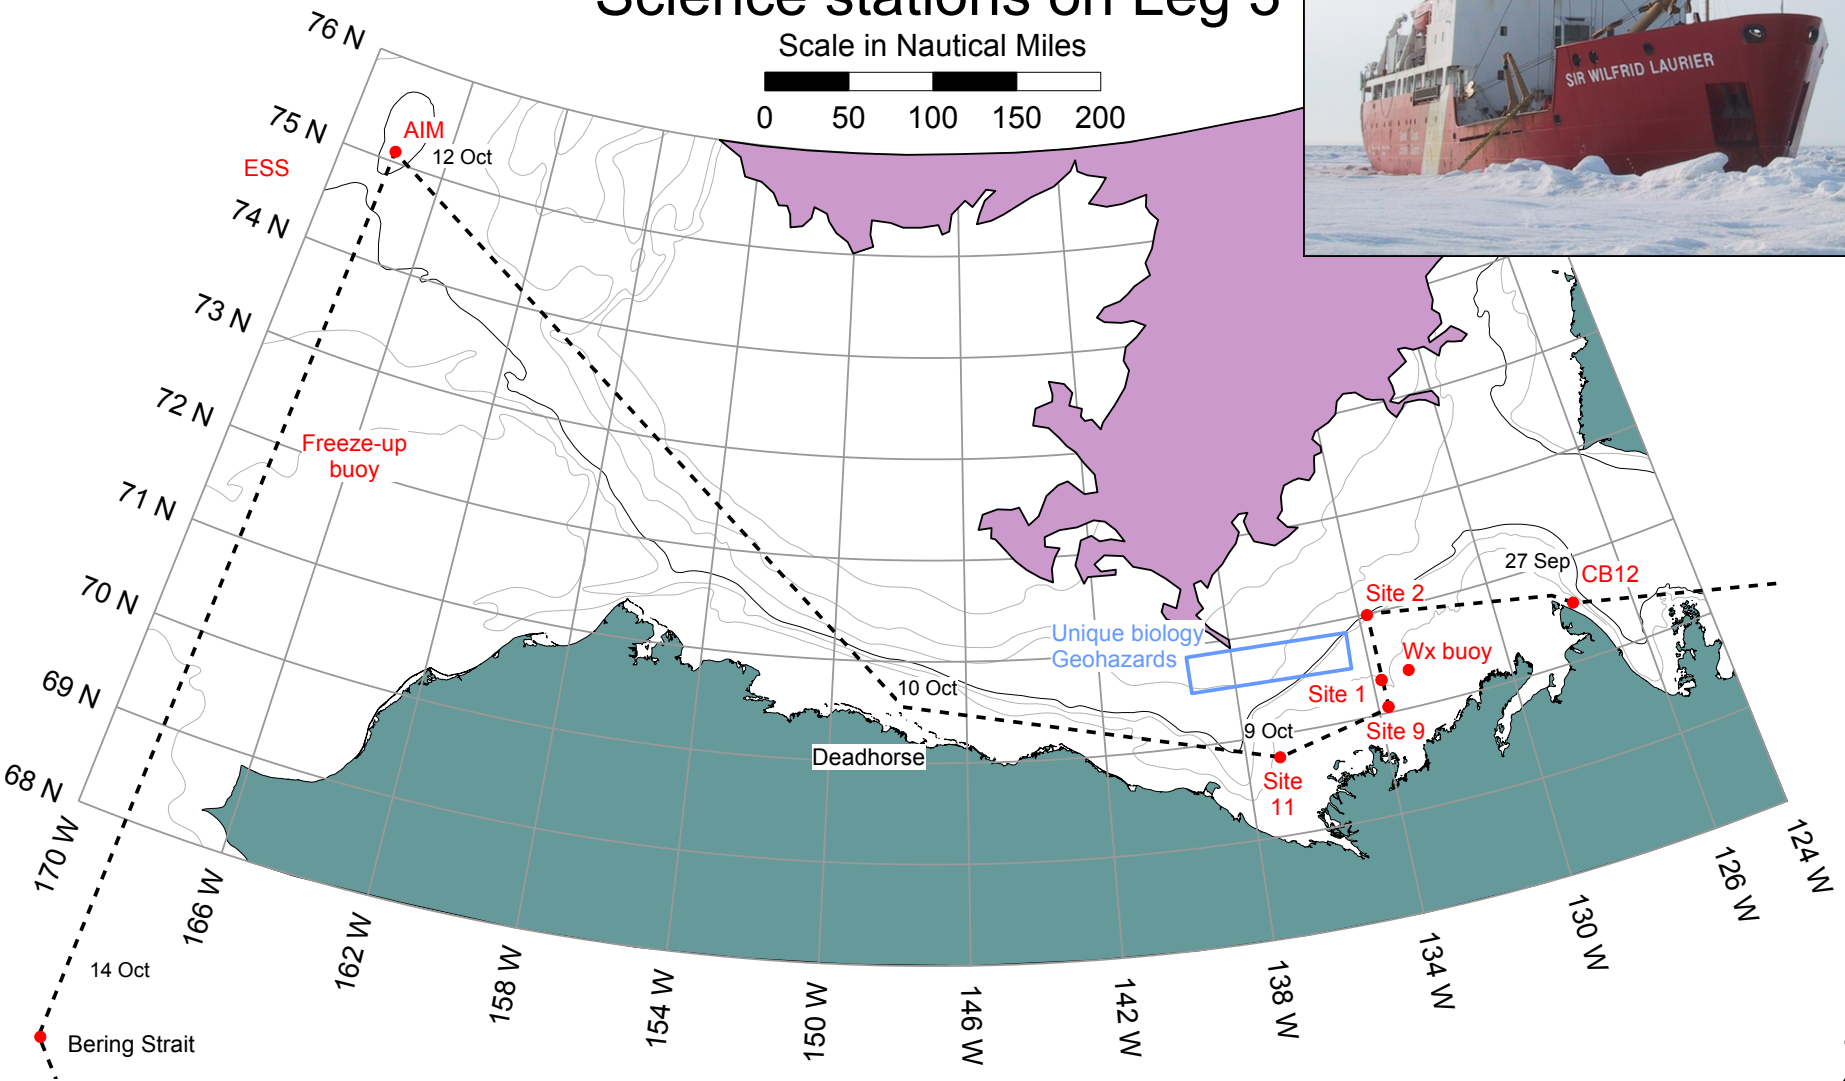 Science stations on Leg 3
Scale in Nautical Miles
0 50 100 150 200
SIR WILFRID LAURIER
76 N
75 N
74 N
73 N
72 N
71 N
70 N
69 N
68 N
AIM
12 Oct
ESS
Freeze-up
buoy
Unique biology
Geohazards
27 Sep
CB12
Site 2
Wx buoy
Site 1
Site 9
9 Oct
Site
11
10 Oct
Deadhorse
14 Oct
Bering Strait
170 W
166 W
162 W
158 W
154 W
150 W
146 W
142 W
138 W
134 W
130 W
126 W
124 W